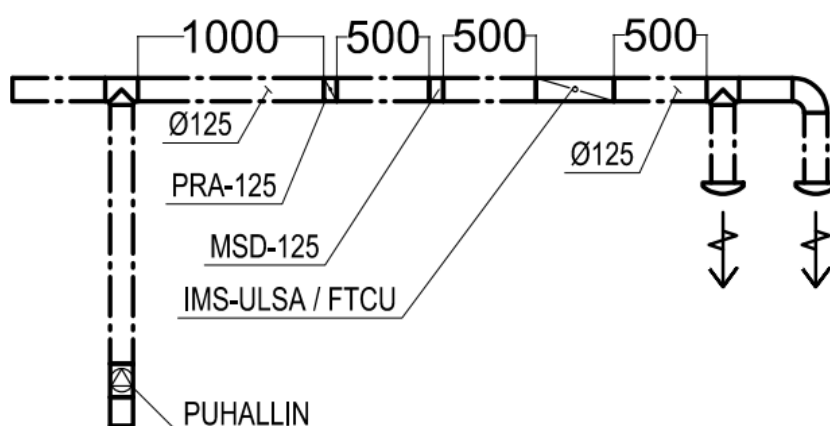 1000
500
500
500
Ø125
Ø125
PRA-125
MSD-125
IMS-ULSA / FTCU
PUHALLIN